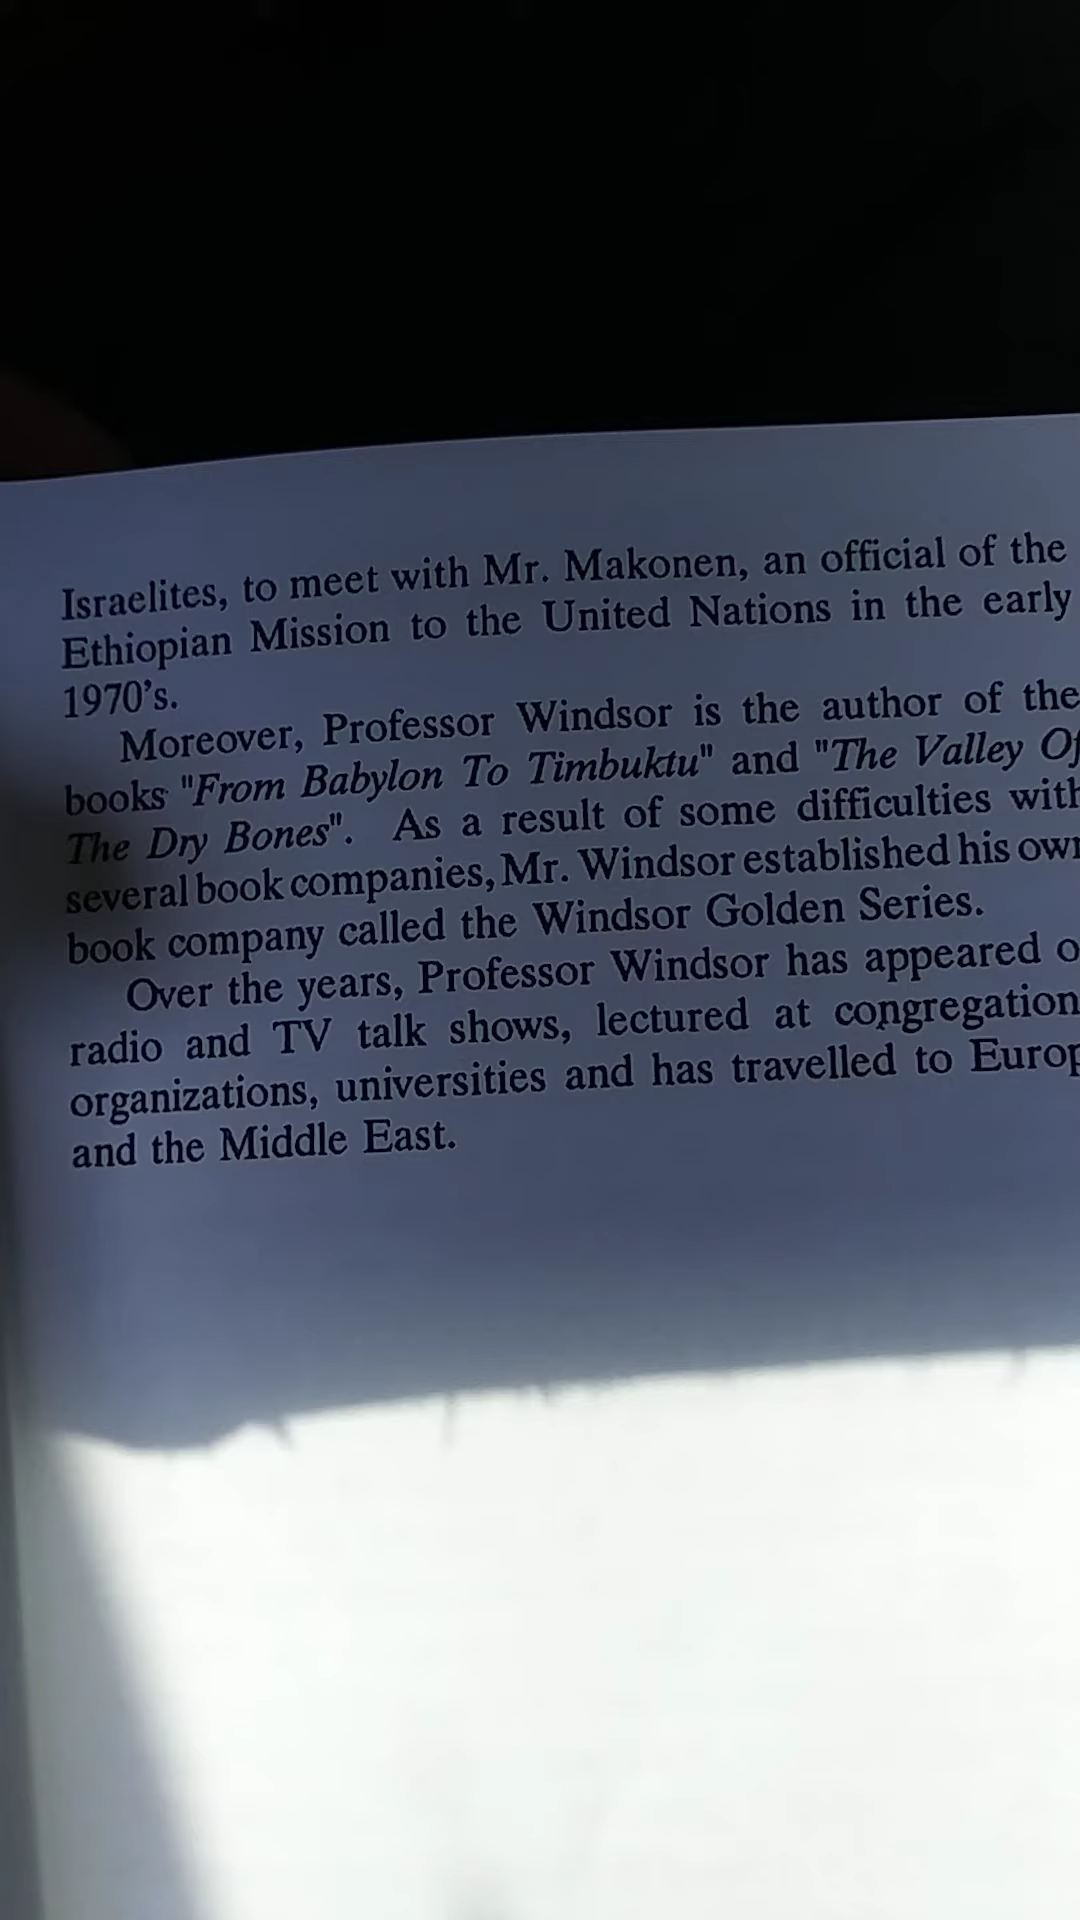 Israelites, to meet with Mr. Makonen, an official of the
Ethiopian Mission to the United Nations in the early
1970's.
Moreover, Professor Windsor is the author of the
books "From Babylon To Timbuktu" and "The Valley Of
The Dry Bones". As a result of some difficulties with
several book companies, Mr. Windsor established his own
book company called the Windsor Golden Series.
Over the years, Professor Windsor has appeared o
radio and TV talk shows, lectured at congregation
organizations, universities and has travelled to Europ
and the Middle East.